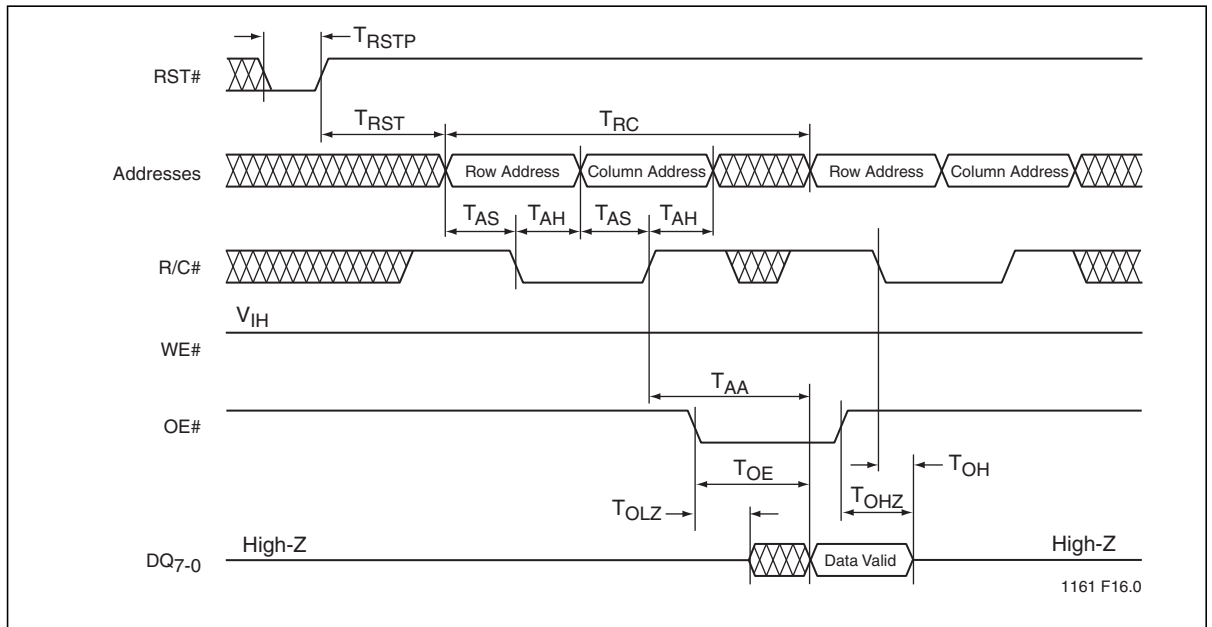 TRSTP
RST#
TRST
TRC
Addresses
Row Address
Column Address
Row Address
Column Address
TAS
TAH
TAS
TAH
R/C#
VIH
WE#
TAA
OE#
TOE
TOH
TOLZ
TOHZ
High-Z
High-Z
DQ7-0
Data Valid
1161 F16.0